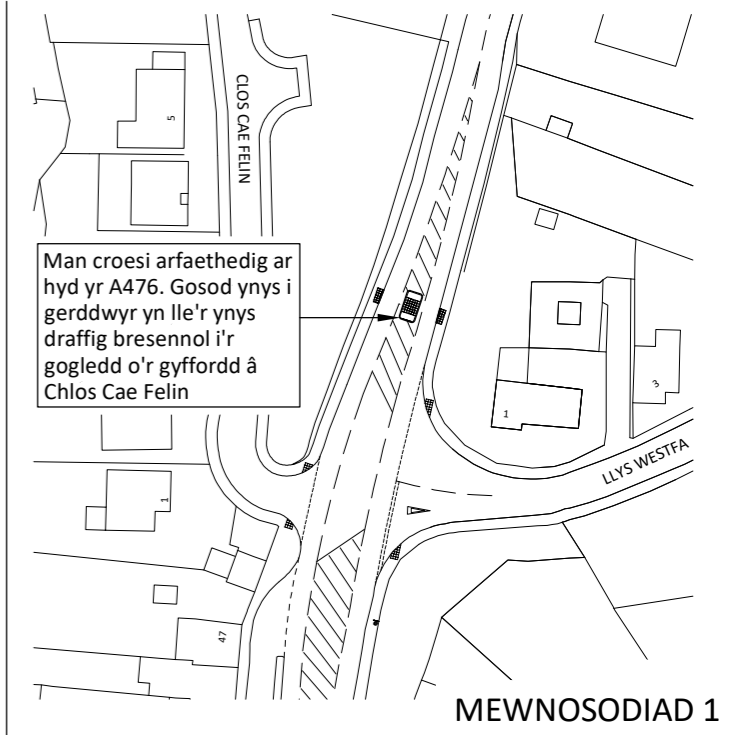 CLOS CAE FELIN
5
Man croesi arfaethedig ar
hyd yr A476. Gosod ynys i
gerddwyr yn lle'r ynys
draffig bresennol i'r
gogledd o'r gyffordd â
Chlos Cae Felin
1
3
LLYS WESTFA
1
47
MEWNOSODIAD 1